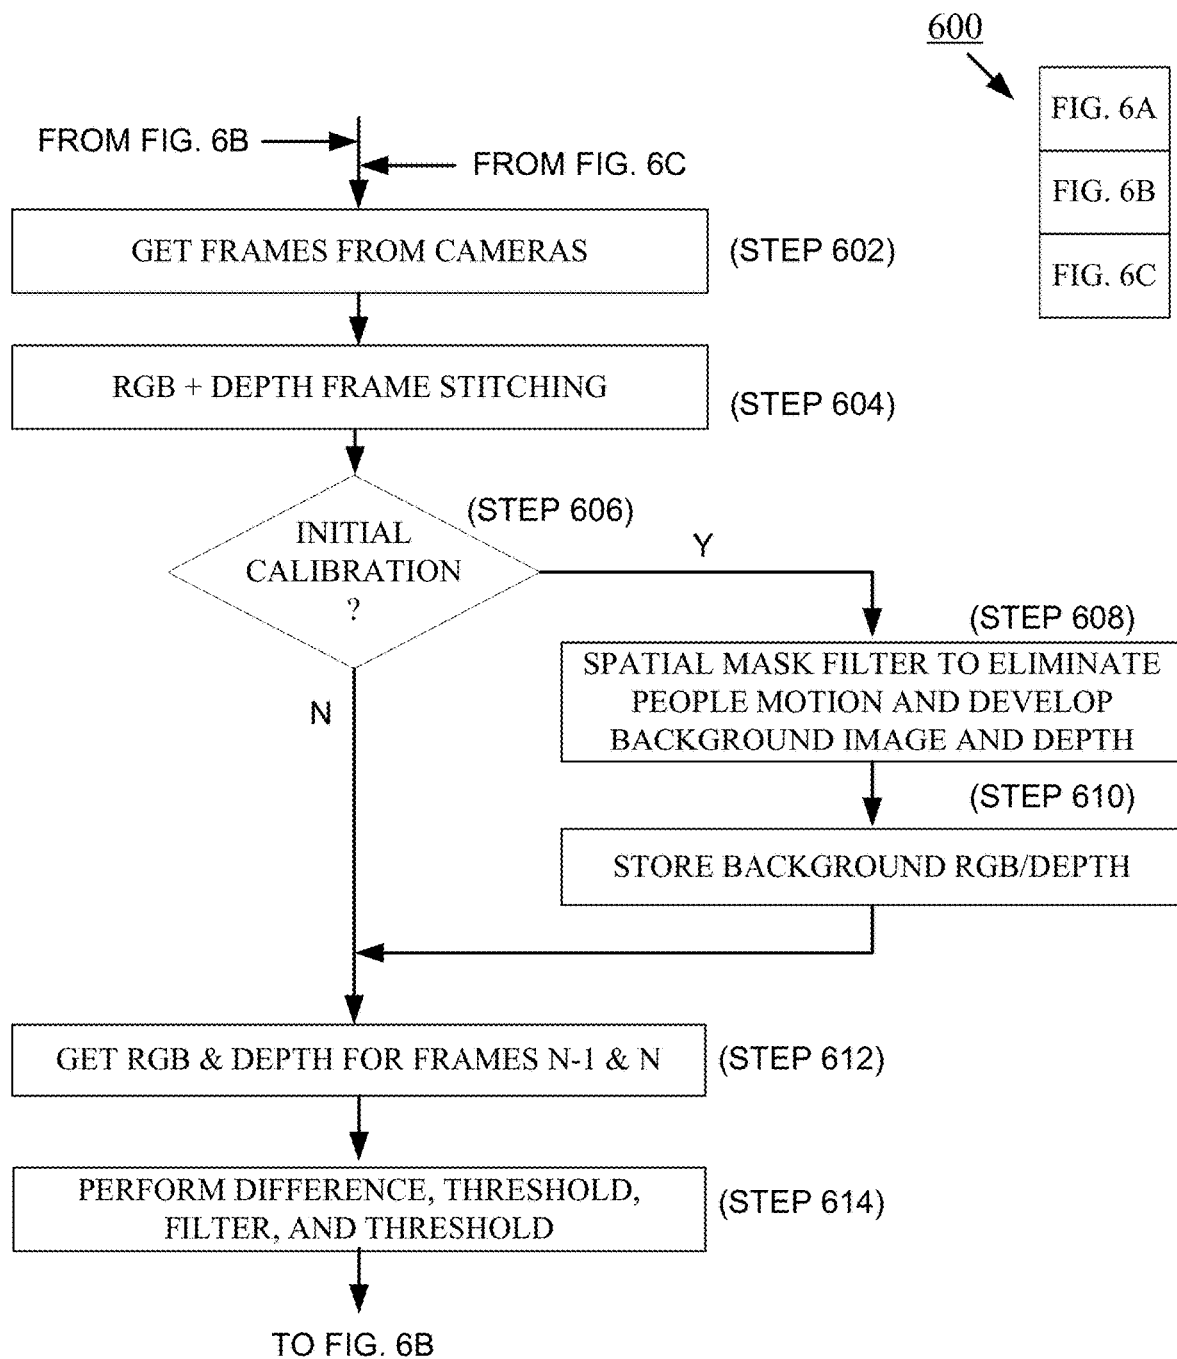 600
FIG. 6A
FIG. 6B
FIG. 6C
FROM FIG. 6B
FROM FIG. 6C
GET FRAMES FROM CAMERAS
(STEP 602)
RGB + DEPTH FRAME STITCHING
(STEP 604)
(STEP 606)
INITIAL
CALIBRATION
?
Y
N
(STEP 608)
SPATIAL MASK FILTER TO ELIMINATE
PEOPLE MOTION AND DEVELOP
BACKGROUND IMAGE AND DEPTH
(STEP 610)
STORE BACKGROUND RGB/DEPTH
GET RGB & DEPTH FOR FRAMES N-1 & N
(STEP 612)
PERFORM DIFFERENCE, THRESHOLD,
FILTER, AND THRESHOLD
(STEP 614)
TO FIG. 6B